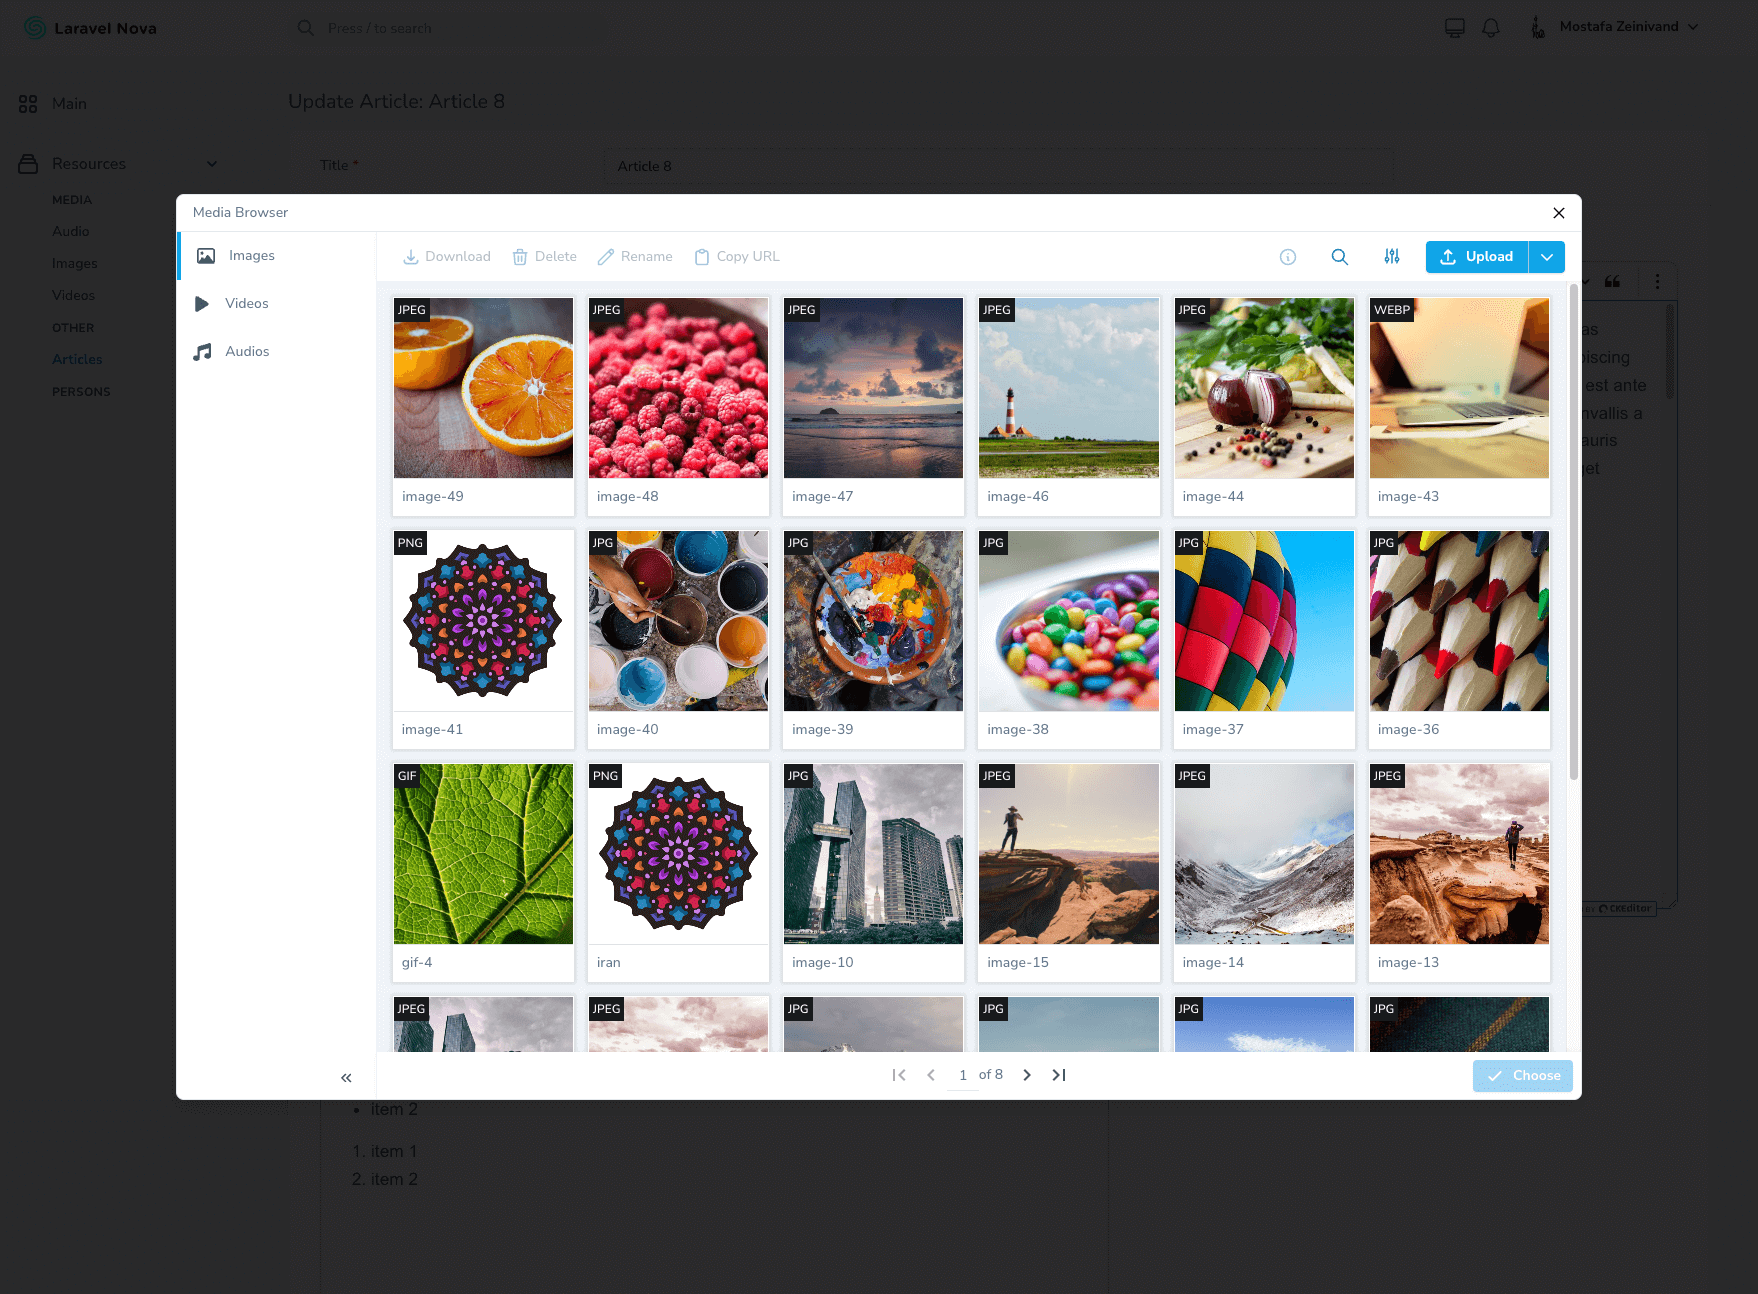 Laravel Nova
Press / to search
Mostafa Zeinivand
Main
Update Article: Article 8
Resources
Title *
Article 8
MEDIA
Audio
Images
Videos
OTHER
Articles
PERSONS
Media Browser
Images
Videos
Audios
Download Delete Rename Copy URL
Upload
JPEG JPEG JPEG JPEG JPEG WEBP
image-49 image-48 image-47 image-46 image-44 image-43
PNG JPG JPG JPG JPG JPG
image-41 image-40 image-39 image-38 image-37 image-36
GIF PNG JPG JPEG JPEG JPEG
gif-4 iran image-10 image-15 image-14 image-13
JPEG JPEG JPG JPG JPG JPG
1 of 8
Choose
as
piscing
est ante
nvallis a
auris
get
BY CKEditor
• item 2
1. item 1
2. item 2